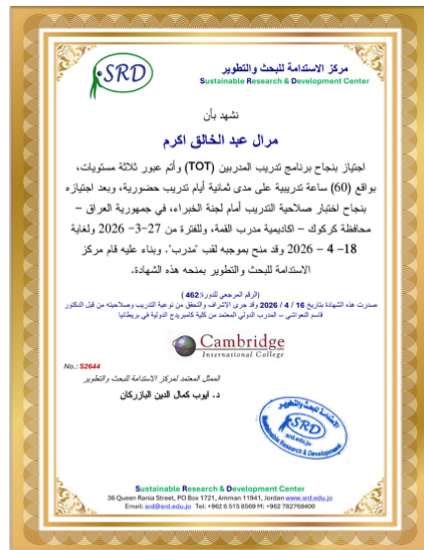 SRD
مركز الاستدامة للبحث والتطوير
Sustainable Research & Development Center
نشهد بأن
مرال عبد الخالق اكرم
اجتياز بنجاح برنامج تدريب المدربين (TOT) وأتم عبور ثلاثة مستويات،
بواقع (60) ساعة تدريبية على مدى ثمانية أيام تدريب حضورية، وبعد اجتيازه
بنجاح اختبار صلاحية التدريب أمام لجنة الخبراء، في جمهورية العراق –
محافظة كركوك – اكاديمية مدرب القمة، وللفترة من 27-3- 2026 ولغاية
18- 4 – 2026 وقد منح بموجبه لقب "مدرب". وبناء عليه قام مركز
الاستدامة للبحث والتطوير بمنحه هذه الشهادة.
(الرقم المرجعي للدورة: 462)
صدرت هذه الشهادة بتاريخ 16 / 4 / 2026 وقد جرى الإشراف والتحقق من نوعية التدريب وصلاحيته من قبل الدكتور
قاسم النعواشي – المدرب الدولي المعتمد من كلية كامبريدج الدولية في بريطانيا
Cambridge
International College
No.: S2644
الممثل المعتمد لمركز الاستدامة للبحث والتطوير
د. ايوب كمال الدين البازركان
SRD
srd.edu.jo
Sustainable Research & Development Center
36 Queen Rania Street, PO Box 1721, Amman 11941, Jordan www.srd.edu.jo
Email: srd@srd.edu.jo Tel: +962 6 515 8569 M: +962 782768400